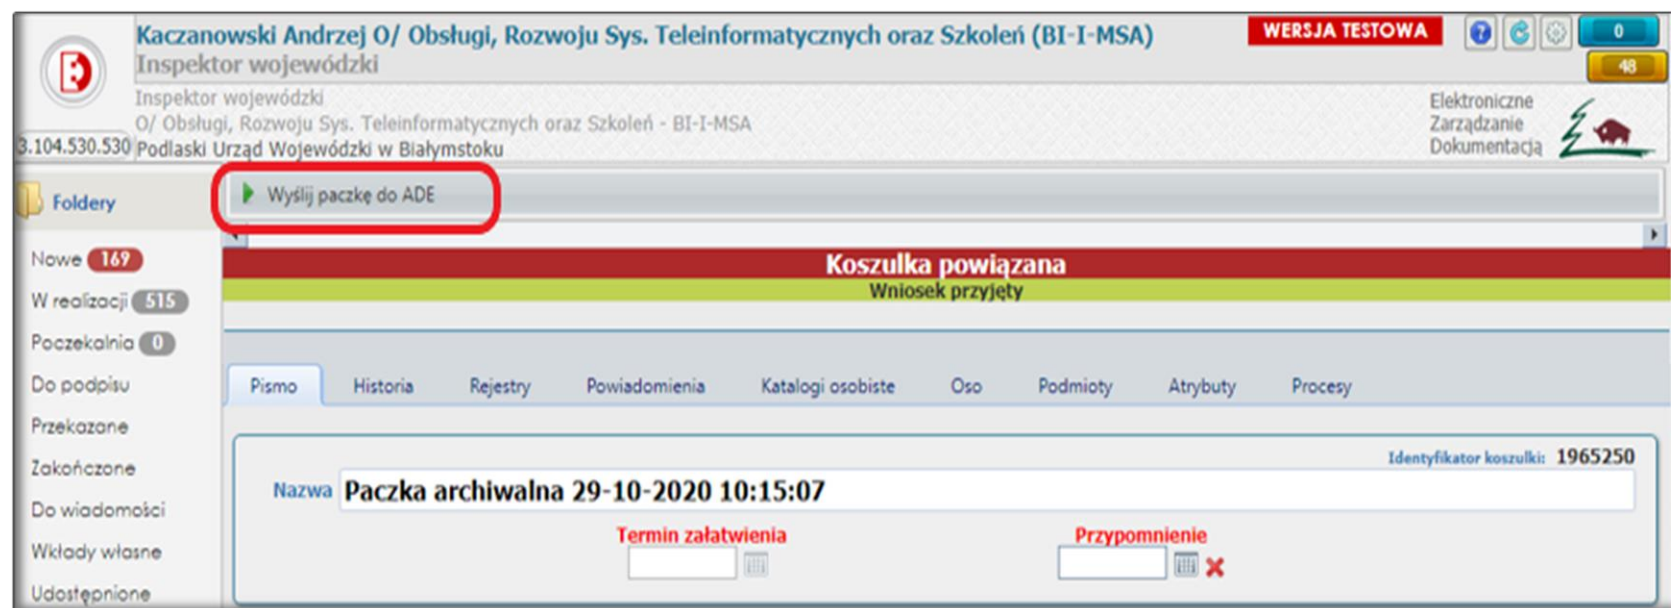 Kaczanowski Andrzej O/ Obsługi, Rozwoju Sys. Teleinformatycznych oraz Szkoleń (BI-I-MSA)
WERSJA TESTOWA
0
Inspektor wojewódzki
48
Inspektor wojewódzki
O/ Obsługi, Rozwoju Sys. Teleinformatycznych oraz Szkoleń - BI-I-MSA
3.104.530.530 Podlaski Urząd Wojewódzki w Białymstoku
Elektroniczne
Zarządzanie
Dokumentacją
Foldery
Wyślij paczkę do ADE
Nowe 169
W realizacji 515
Poczekalnia 0
Do podpisu
Przekazane
Zakończone
Do wiadomości
Wkłady własne
Udostępnione
Koszulka powiązana
Wniosek przyjęty
Pismo Historia Rejestry Powiadomienia Katalogi osobiste Oso Podmioty Atrybuty Procesy
Identyfikator koszulki: 1965250
Nazwa Paczka archiwalna 29-10-2020 10:15:07
Termin załatwienia Przypomnienie